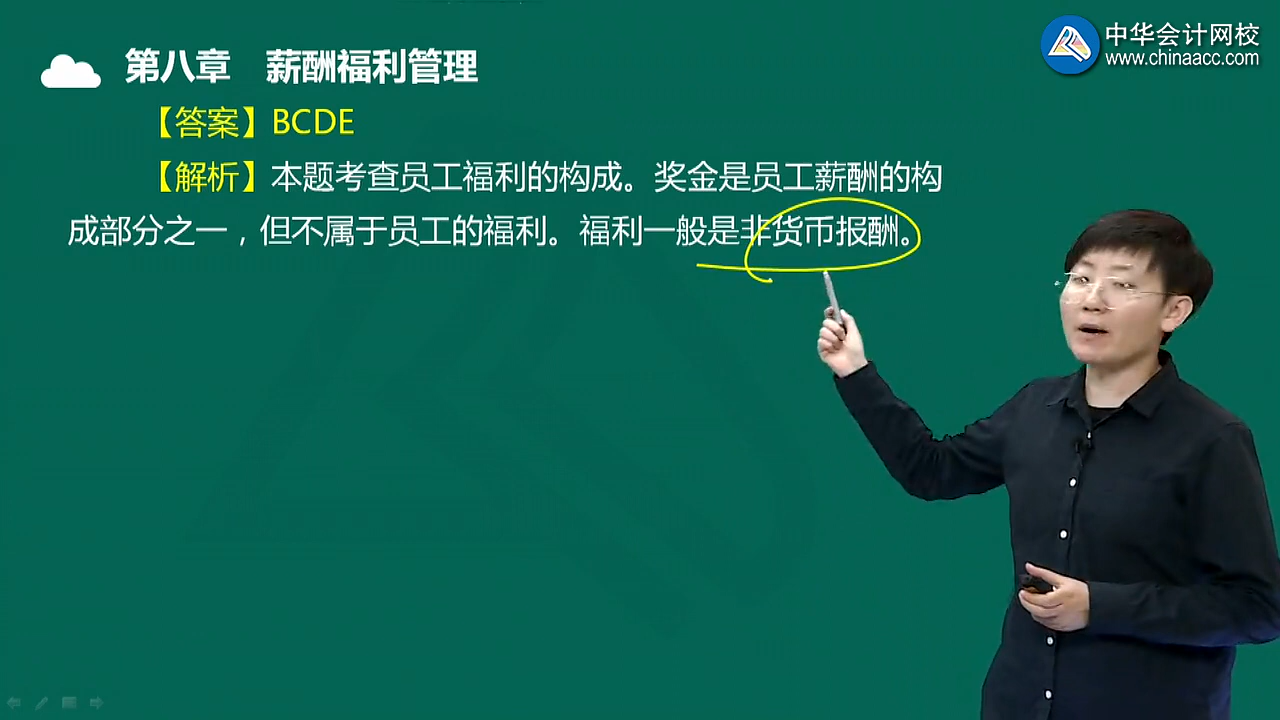 中华会计网校
www.chinaacc.com
第八章 薪酬福利管理
【答案】BCDE
【解析】本题考查员工福利的构成。奖金是员工薪酬的构
成部分之一，但不属于员工的福利。福利一般是非货币报酬。